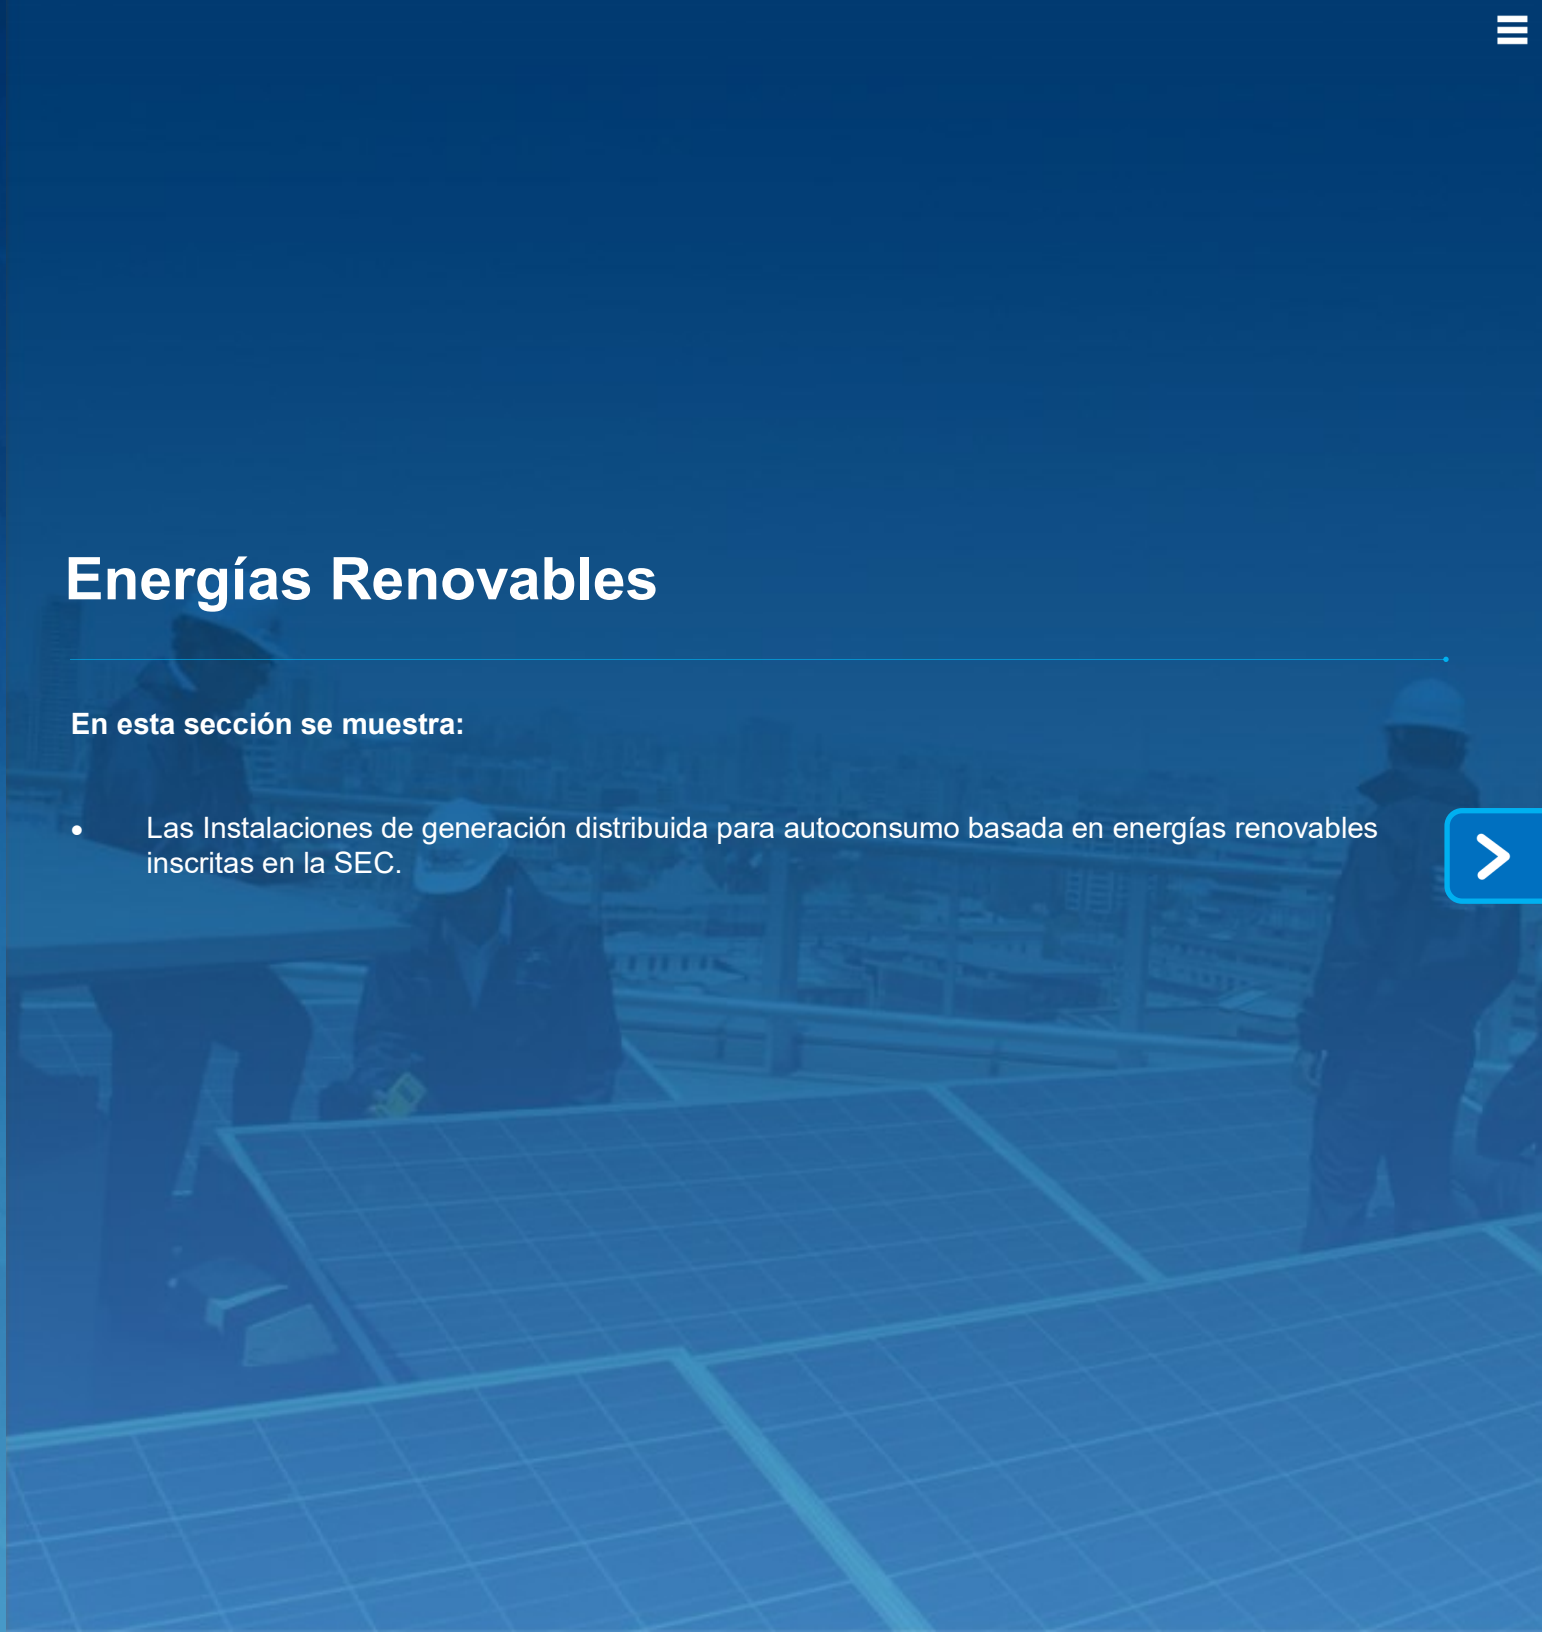 Energías Renovables
En esta sección se muestra:
• Las Instalaciones de generación distribuida para autoconsumo basada en energías renovables
inscritas en la SEC.